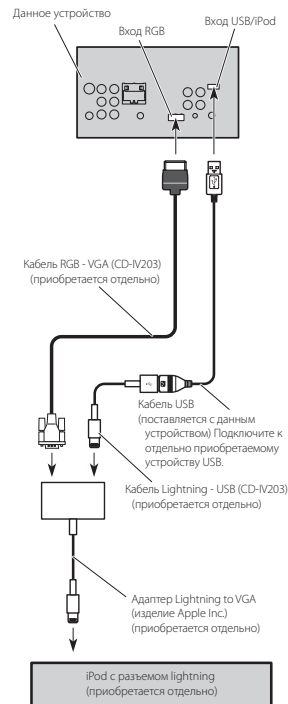 Данное устройство
Вход RGB
Вход USB/iPod
Кабель RGB - VGA (CD-IV203)
(приобретается отдельно)
Кабель USB
(поставляется с данным
устройством) Подключите к
отдельно приобретаемому
устройству USB.
Кабель Lightning - USB (CD-IV203)
(приобретается отдельно)
Адаптер Lightning to VGA
(изделие Apple Inc.)
(приобретается отдельно)
iPod с разъемом lightning
(приобретается отдельно)